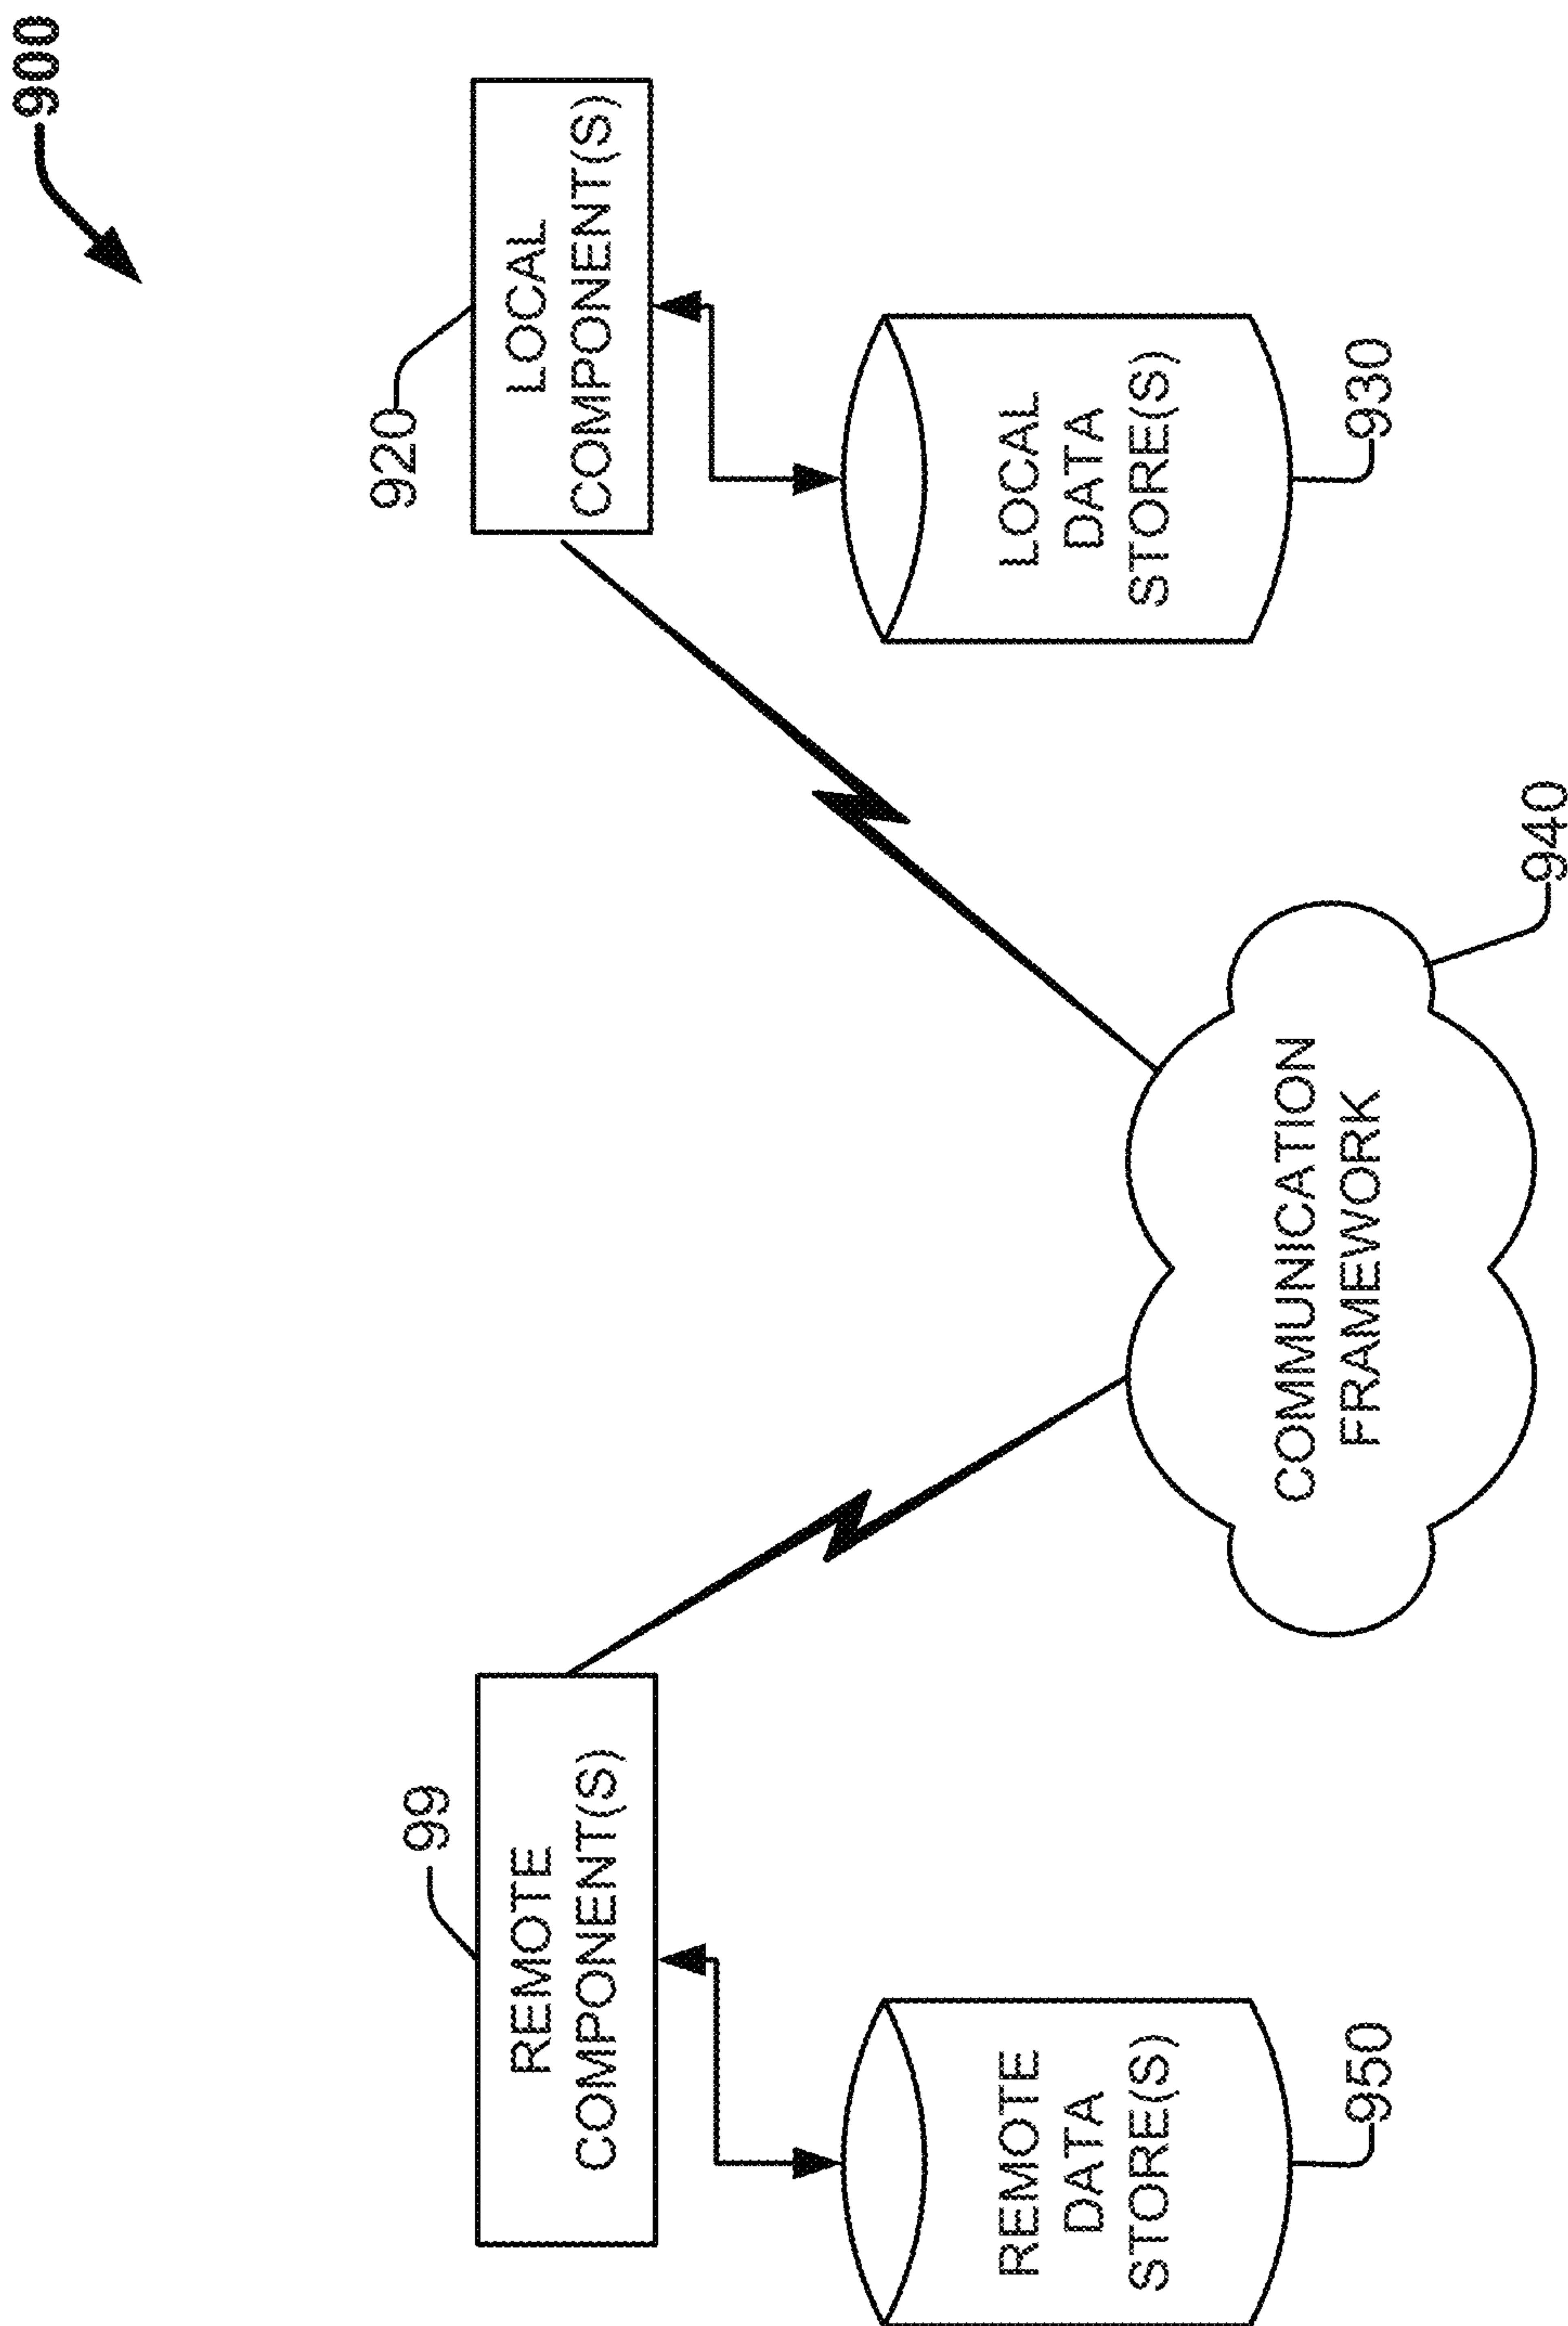 900
99
REMOTE
COMPONENT(S)
920
LOCAL
COMPONENT(S)
REMOTE
DATA
STORE(S)
950
LOCAL
DATA
STORE(S)
930
COMMUNICATION
FRAMEWORK
940